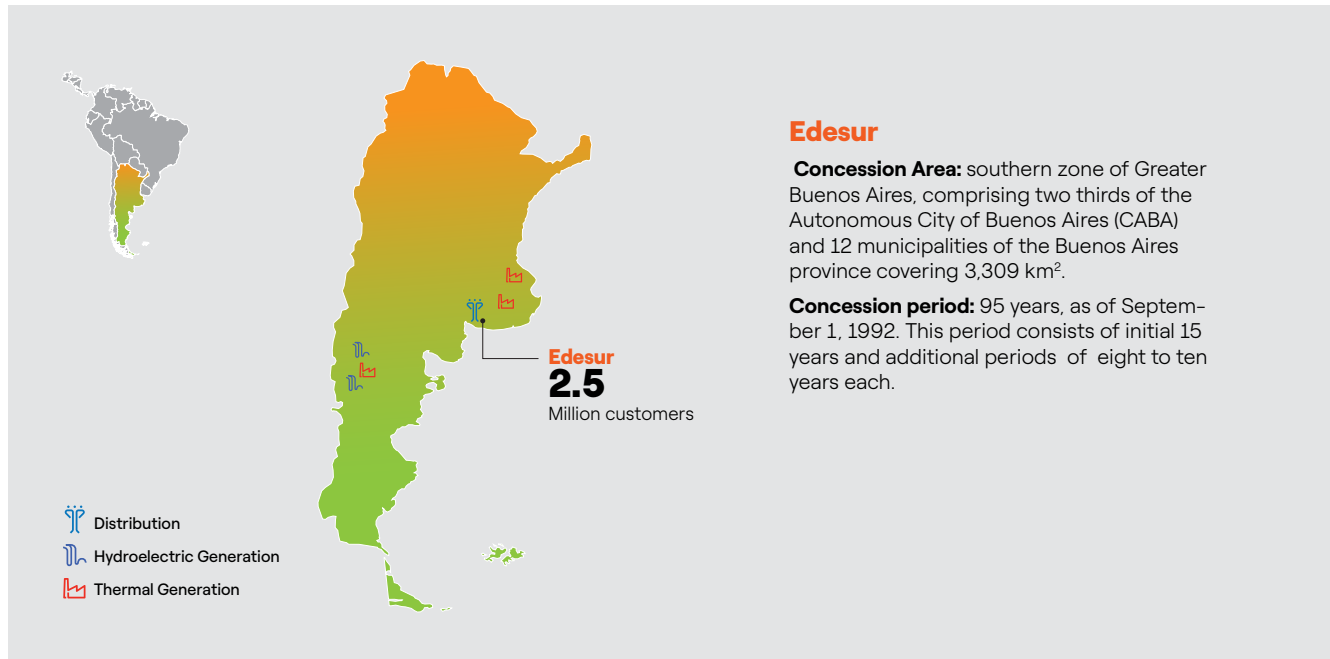 Edesur
Concession Area: southern zone of Greater
Buenos Aires, comprising two thirds of the
Autonomous City of Buenos Aires (CABA)
and 12 municipalities of the Buenos Aires
province covering 3,309 km².
Concession period: 95 years, as of Septem-
ber 1, 1992. This period consists of initial 15
years and additional periods of eight to ten
years each.
Edesur
2.5
Million customers
Distribution
Hydroelectric Generation
Thermal Generation